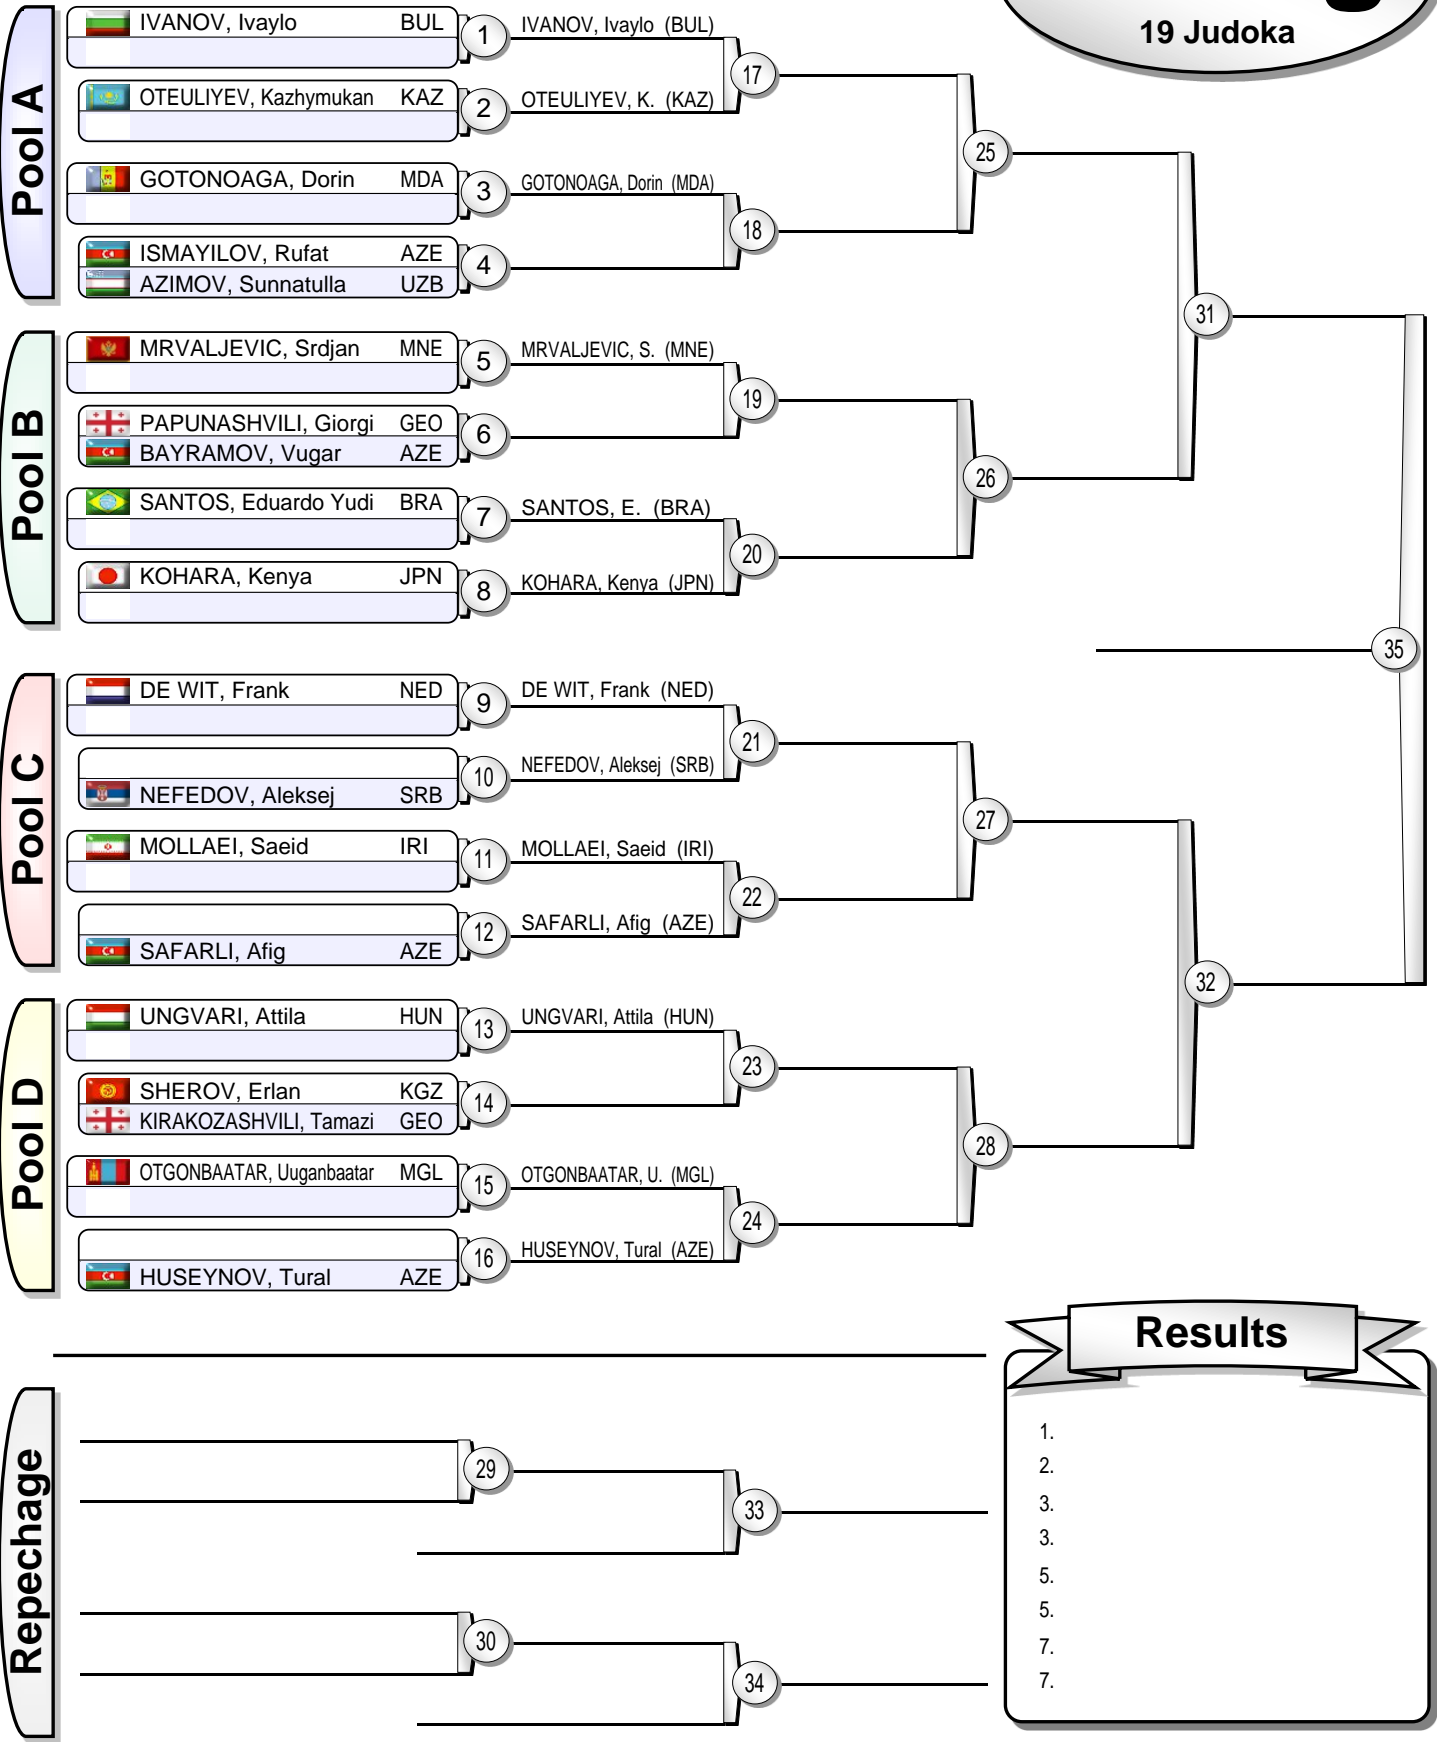 19 Judoka
Pool A
IVANOV, Ivaylo BUL 1 IVANOV, Ivaylo (BUL)
17
OTEULIYEV, Kazhymukan KAZ 2 OTEULIYEV, K. (KAZ)
25
GOTONOAGA, Dorin MDA 3 GOTONOAGA, Dorin (MDA)
18
ISMAYILOV, Rufat AZE 4
AZIMOV, Sunnatulla UZB
31
Pool B
MRVALJEVIC, Srdjan MNE 5 MRVALJEVIC, S. (MNE)
19
PAPUNASHVILI, Giorgi GEO 6
BAYRAMOV, Vugar AZE
26
SANTOS, Eduardo Yudi BRA 7 SANTOS, E. (BRA)
20
KOHARA, Kenya JPN 8 KOHARA, Kenya (JPN)
35
Pool C
DE WIT, Frank NED 9 DE WIT, Frank (NED)
21
10 NEFEDOV, Aleksej (SRB)
NEFEDOV, Aleksej SRB
27
MOLLAEI, Saeid IRI 11 MOLLAEI, Saeid (IRI)
22
12 SAFARLI, Afig (AZE)
SAFARLI, Afig AZE
32
Pool D
UNGVARI, Attila HUN 13 UNGVARI, Attila (HUN)
23
SHEROV, Erlan KGZ 14
KIRAKOZASHVILI, Tamazi GEO
28
OTGONBAATAR, Uuganbaatar MGL 15 OTGONBAATAR, U. (MGL)
24
16 HUSEYNOV, Tural (AZE)
HUSEYNOV, Tural AZE
Repechage
29
33
30
34
Results
1.
2.
3.
3.
5.
5.
7.
7.